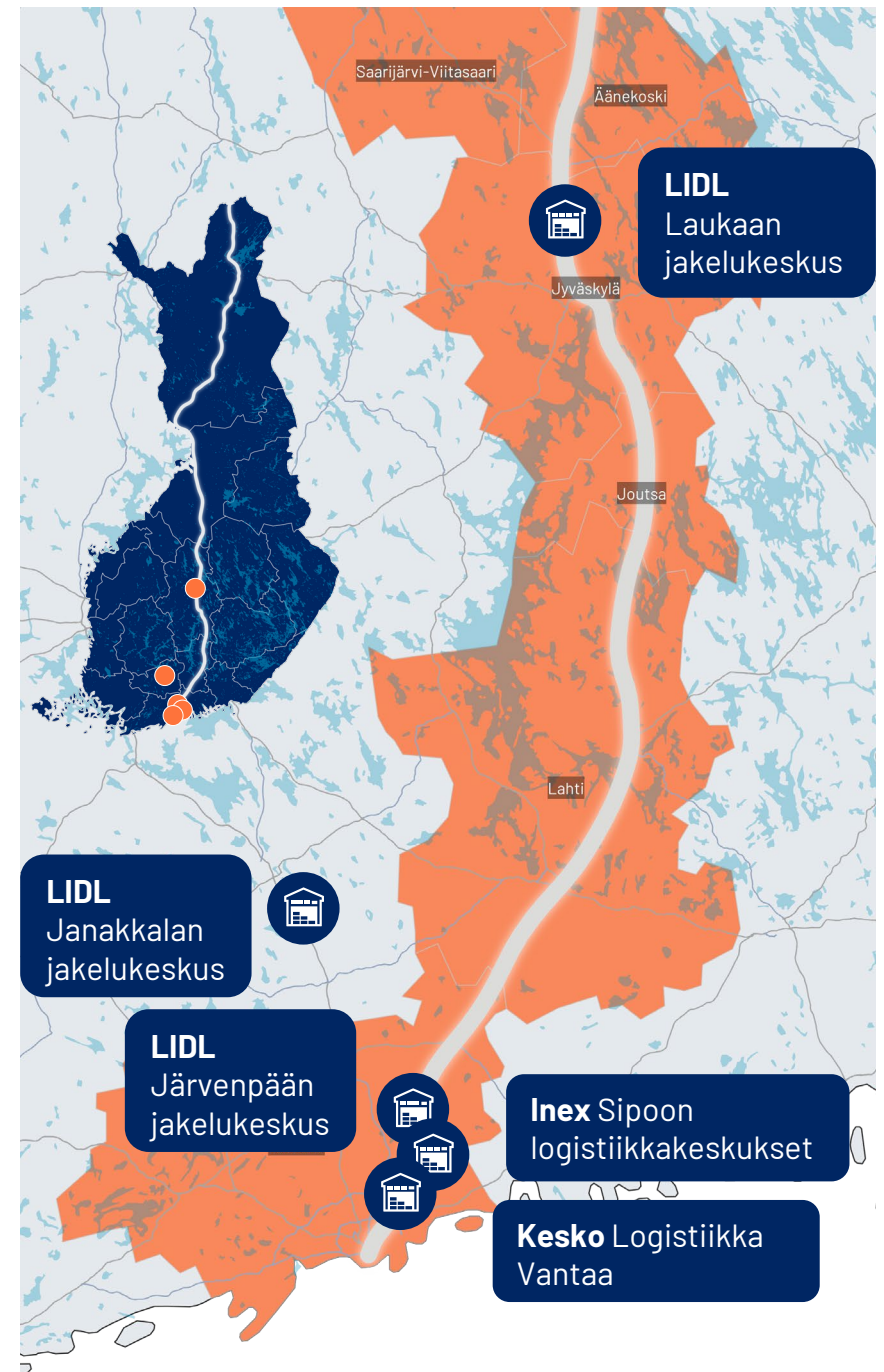 Saarijärvi-Viitasaari
Äänekoski
LIDL
Laukaan
jakelukeskus
Jyväskylä
Joutsa
Lahti
LIDL
Janakkalan
jakelukeskus
LIDL
Järvenpään
jakelukeskus
Inex Sipoon
logistiikkakeskukset
Kesko Logistiikka
Vantaa